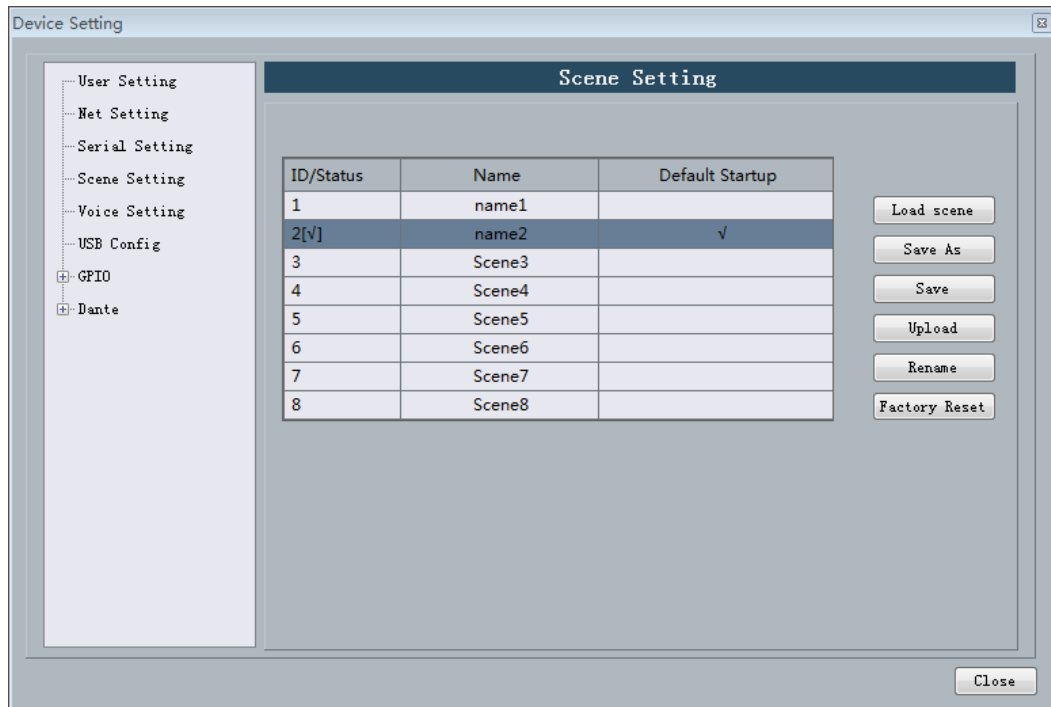 Device Setting
User Setting
Net Setting
Serial Setting
Scene Setting
Voice Setting
USB Config
GPIO
Dante
Scene Setting
ID/Status Name Default Startup
1 name1
2[√] name2 √
3 Scene3
4 Scene4
5 Scene5
6 Scene6
7 Scene7
8 Scene8
Load scene
Save As
Save
Upload
Rename
Factory Reset
Close